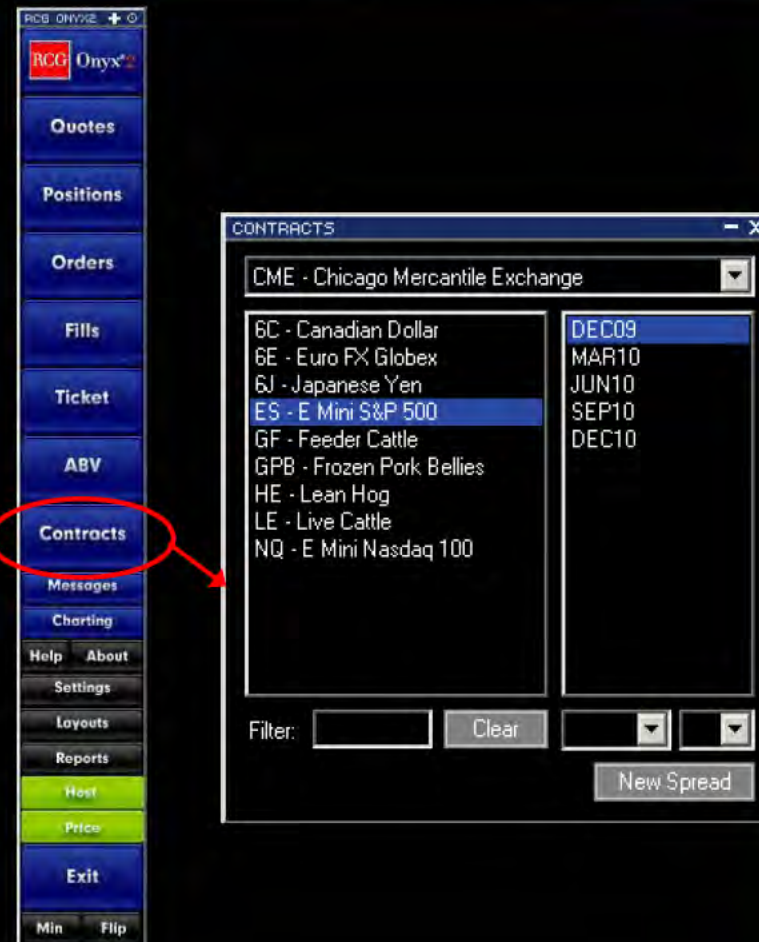 RCG ONYX2
RCG Onyx®2
Quotes
Positions
Orders
Fills
Ticket
ABV
Contracts
Messages
Charting
Help About
Settings
Layouts
Reports
Host
Price
Exit
Min Flip
CONTRACTS
CME - Chicago Mercantile Exchange
6C - Canadian Dollar
6E - Euro FX Globex
6J - Japanese Yen
ES - E Mini S&P 500
GF - Feeder Cattle
GPB - Frozen Pork Bellies
HE - Lean Hog
LE - Live Cattle
NQ - E Mini Nasdaq 100
DEC09
MAR10
JUN10
SEP10
DEC10
Filter: Clear
New Spread